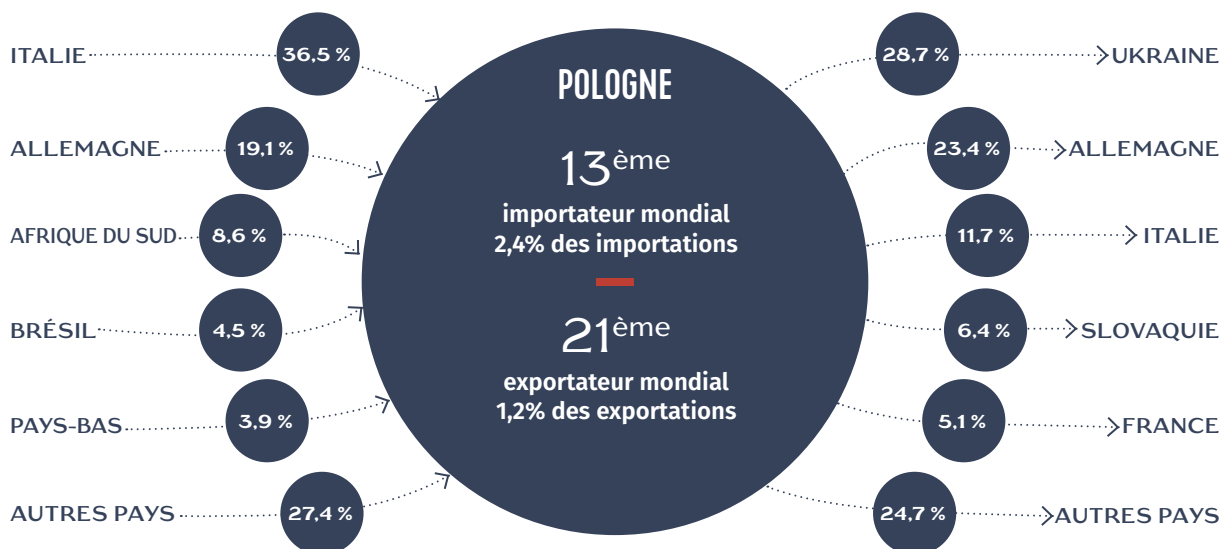 ITALIE
36,5 %
ALLEMAGNE
19,1 %
AFRIQUE DU SUD
8,6 %
BRÉSIL
4,5 %
PAYS-BAS
3,9 %
AUTRES PAYS
27,4 %
POLOGNE
13ème
importateur mondial
2,4% des importations
21ème
exportateur mondial
1,2% des exportations
28,7 %
UKRAINE
23,4 %
ALLEMAGNE
11,7 %
ITALIE
6,4 %
SLOVAQUIE
5,1 %
FRANCE
24,7 %
AUTRES PAYS